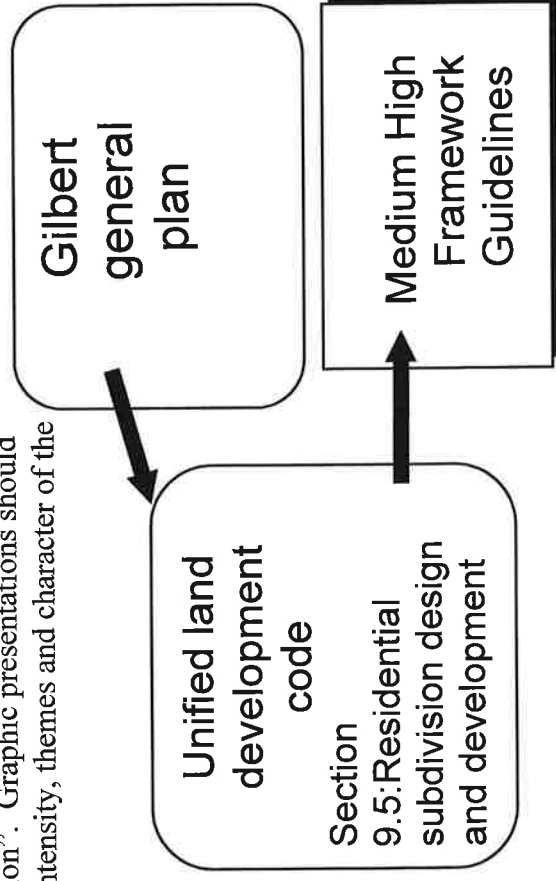 on". Graphic presentations should
ntensity, themes and character of the
Gilbert
general
plan
Unified land
development
code
Section
9.5:Residential
subdivision design
and development
Medium High
Framework
Guidelines